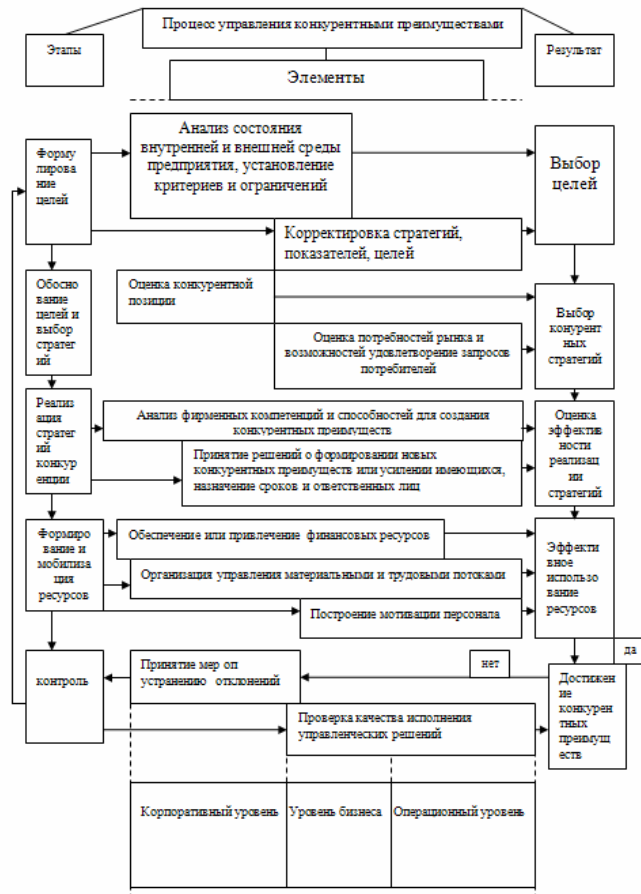 Процесс управления конкурентными преимуществами
Этапы
Результат
Элементы
Формулирование целей
Анализ состояния
внутренней и внешней среды
предприятия, установление
критериев и ограничений
Выбор
целей
Корректировка стратегий,
показателей, целей
Обосно
вание
целей и
выбор
стратег
ий
Оценка конкурентной
позиции
Выбор
конурент
ных
стратегий
Оценка потребностей рынка и
возможностей удовлетворение запросов
потребителей
Реализ
ация
стратег
ий
конкур
енции
Анализ фирменных компетенций и способностей для создания
конкурентных преимуществ
Оценка
эффектив
ности
реализац
ии
стратегий
Принятие решений о формировании новых
конкурентных преимуществ или усилении имеющихся,
назначение сроков и ответственных лиц
Формиро
вание и
мобилиза
ция
ресурсов
Обеспечение или привлечение финансовых ресурсов
Эффекти
вное
использо
вание
ресурсов
Организация управления материальными и трудовыми потоками
Построение мотивации персонала
да
нет
контроль
Принятие мер оп
устранению отклонений
Достижен
ие
конкурен
тных
преимущ
еств
Проверка качества исполнения
управленческих решений
Корпоративный уровень
Уровень бизнеса
Операционный уровень